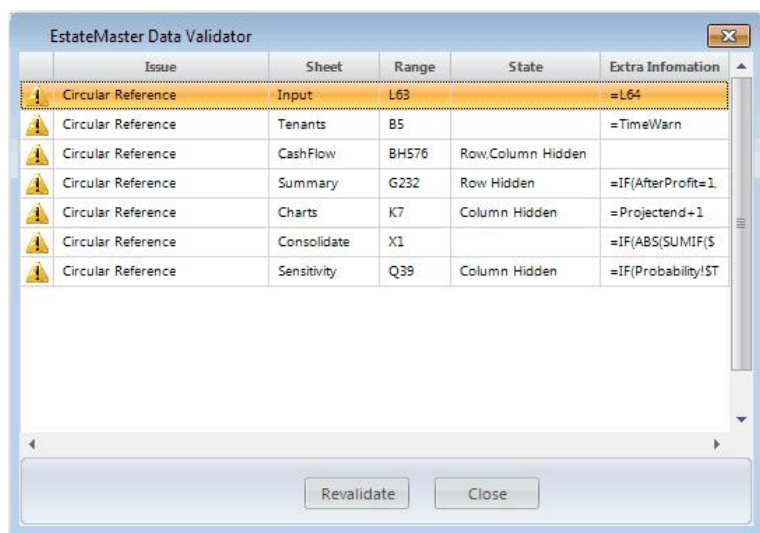 EstateMaster Data Validator
Issue Sheet Range State Extra Infomation
Circular Reference Input L63 =L64
Circular Reference Tenants B5 =TimeWarn
Circular Reference CashFlow BH576 Row,Column Hidden
Circular Reference Summary G232 Row Hidden =IF(AfterProfit=1,
Circular Reference Charts K7 Column Hidden =Projectend+1
Circular Reference Consolidate X1 =IF(ABS(SUMIF($
Circular Reference Sensitivity Q39 Column Hidden =IF(Probability!$T
Revalidate Close